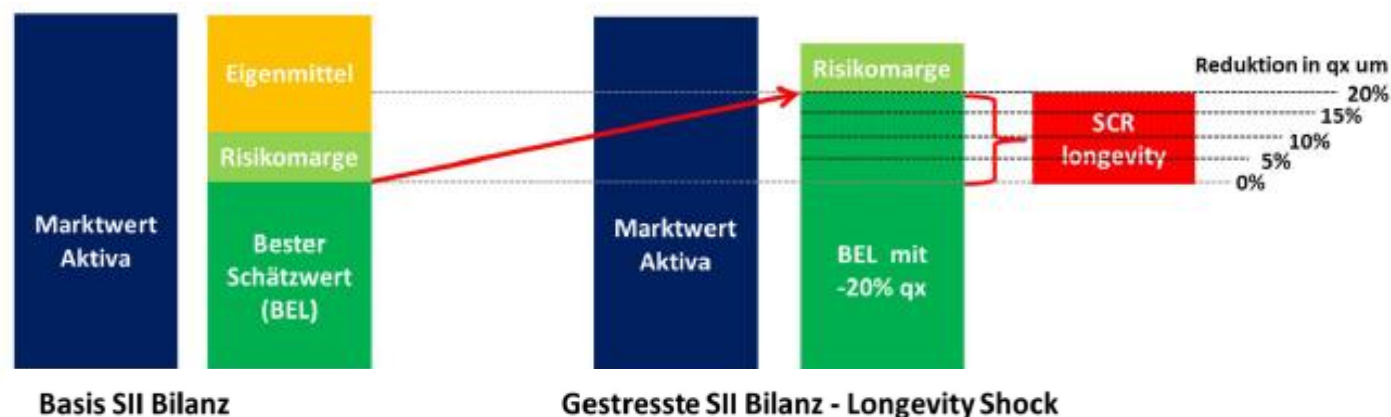 Marktwert
Aktiva
Eigenmittel
Risikomarge
Bester
Schätzwert
(BEL)
Marktwert
Aktiva
Risikomarge
BEL mit
-20% qx
SCR
longevity
Reduktion in qx um
20%
15%
10%
5%
0%
Basis SII Bilanz
Gestresste SII Bilanz - Longevity Shock